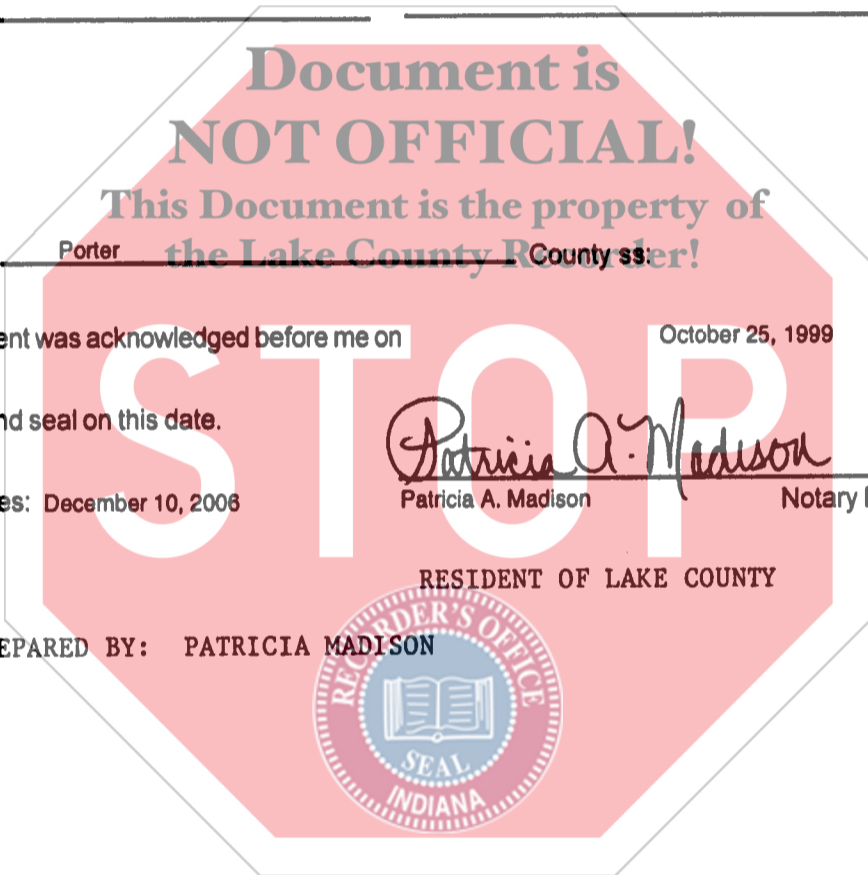 Document is
NOT OFFICIAL!
This Document is the property of
the Lake County Recorder!
Porter County ss:
ent was acknowledged before me on October 25, 1999
nd seal on this date.
Patricia A. Madison
es: December 10, 2006 Patricia A. Madison Notary
STOP
RESIDENT OF LAKE COUNTY
EPARED BY: PATRICIA MADISON
RECORDER'S OFFICE
SEAL
INDIANA